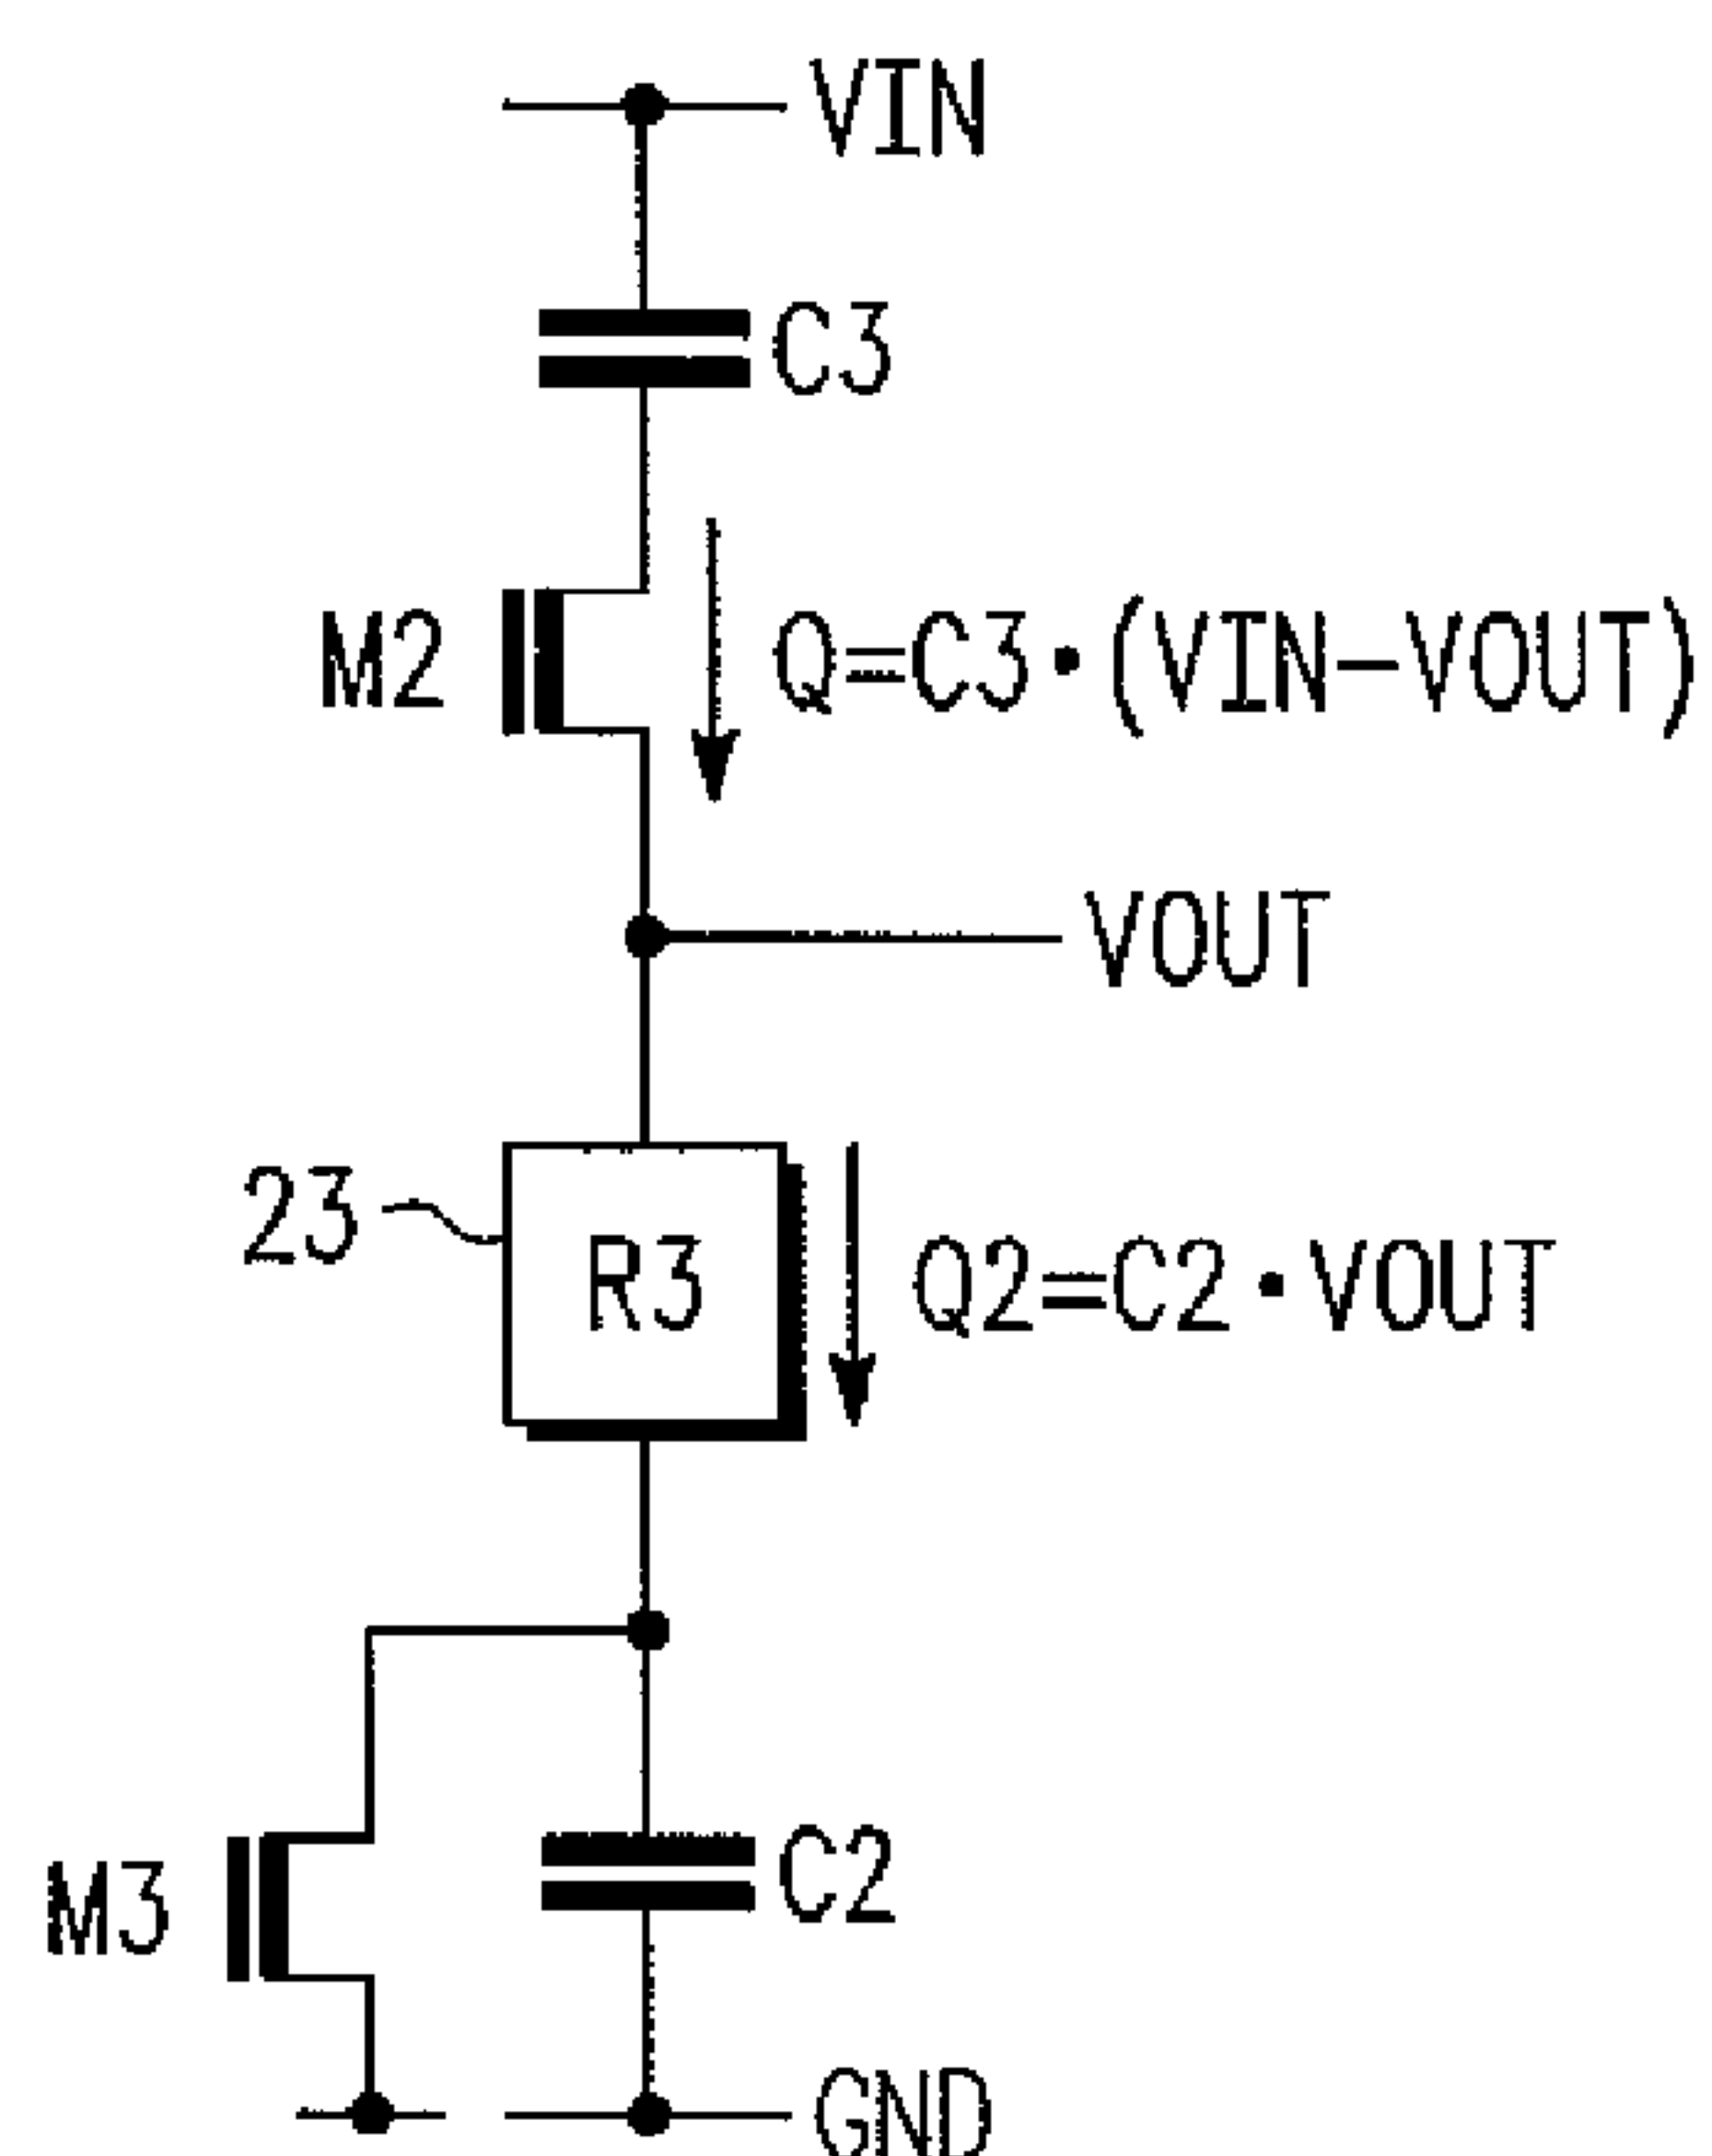 VIN
C3
M2
Q=C3•(VIN−VOUT)
VOUT
23
R3
Q2=C2•VOUT
C2
M3
GND